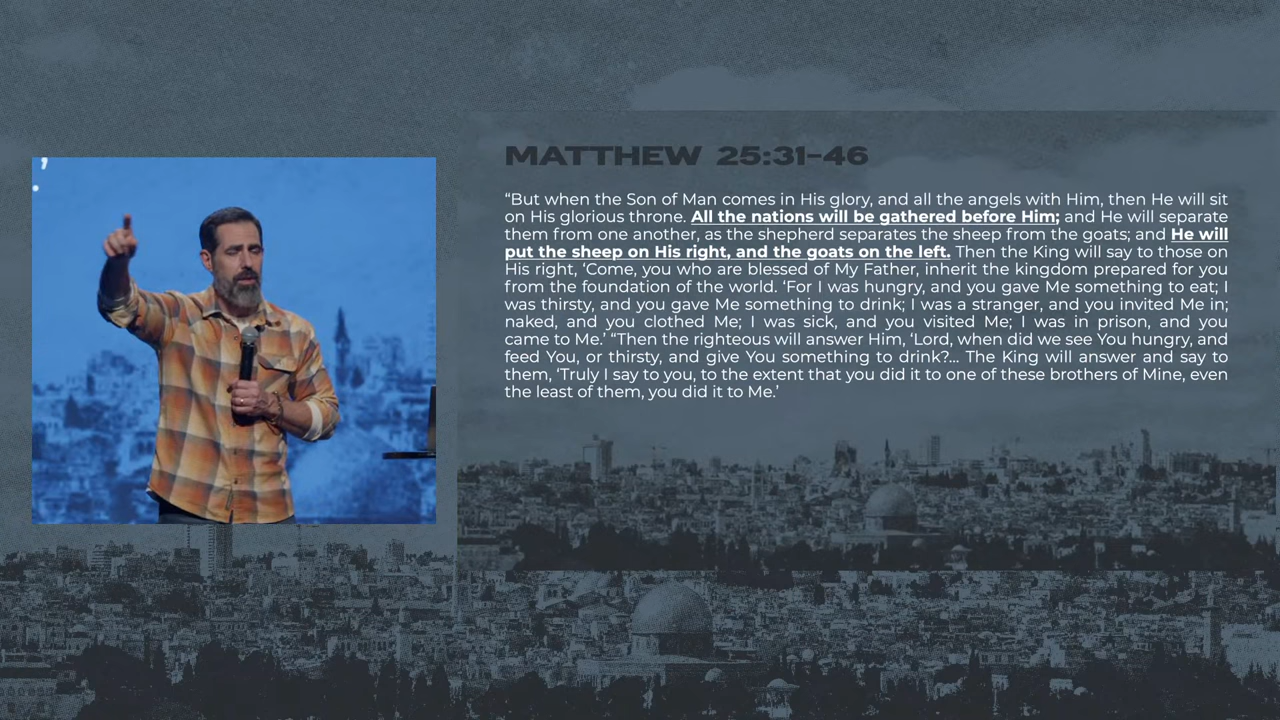 MATTHEW 25:31-46
“But when the Son of Man comes in His glory, and all the angels with Him, then He will sit
on His glorious throne. All the nations will be gathered before Him; and He will separate
them from one another, as the shepherd separates the sheep from the goats; and He will
put the sheep on His right, and the goats on the left. Then the King will say to those on
His right, ‘Come, you who are blessed of My Father, inherit the kingdom prepared for you
from the foundation of the world. ‘For I was hungry, and you gave Me something to eat; I
was thirsty, and you gave Me something to drink; I was a stranger, and you invited Me in;
naked, and you clothed Me; I was sick, and you visited Me; I was in prison, and you
came to Me.’ “Then the righteous will answer Him, ‘Lord, when did we see You hungry, and
feed You, or thirsty, and give You something to drink?... The King will answer and say to
them, ‘Truly I say to you, to the extent that you did it to one of these brothers of Mine, even
the least of them, you did it to Me.’